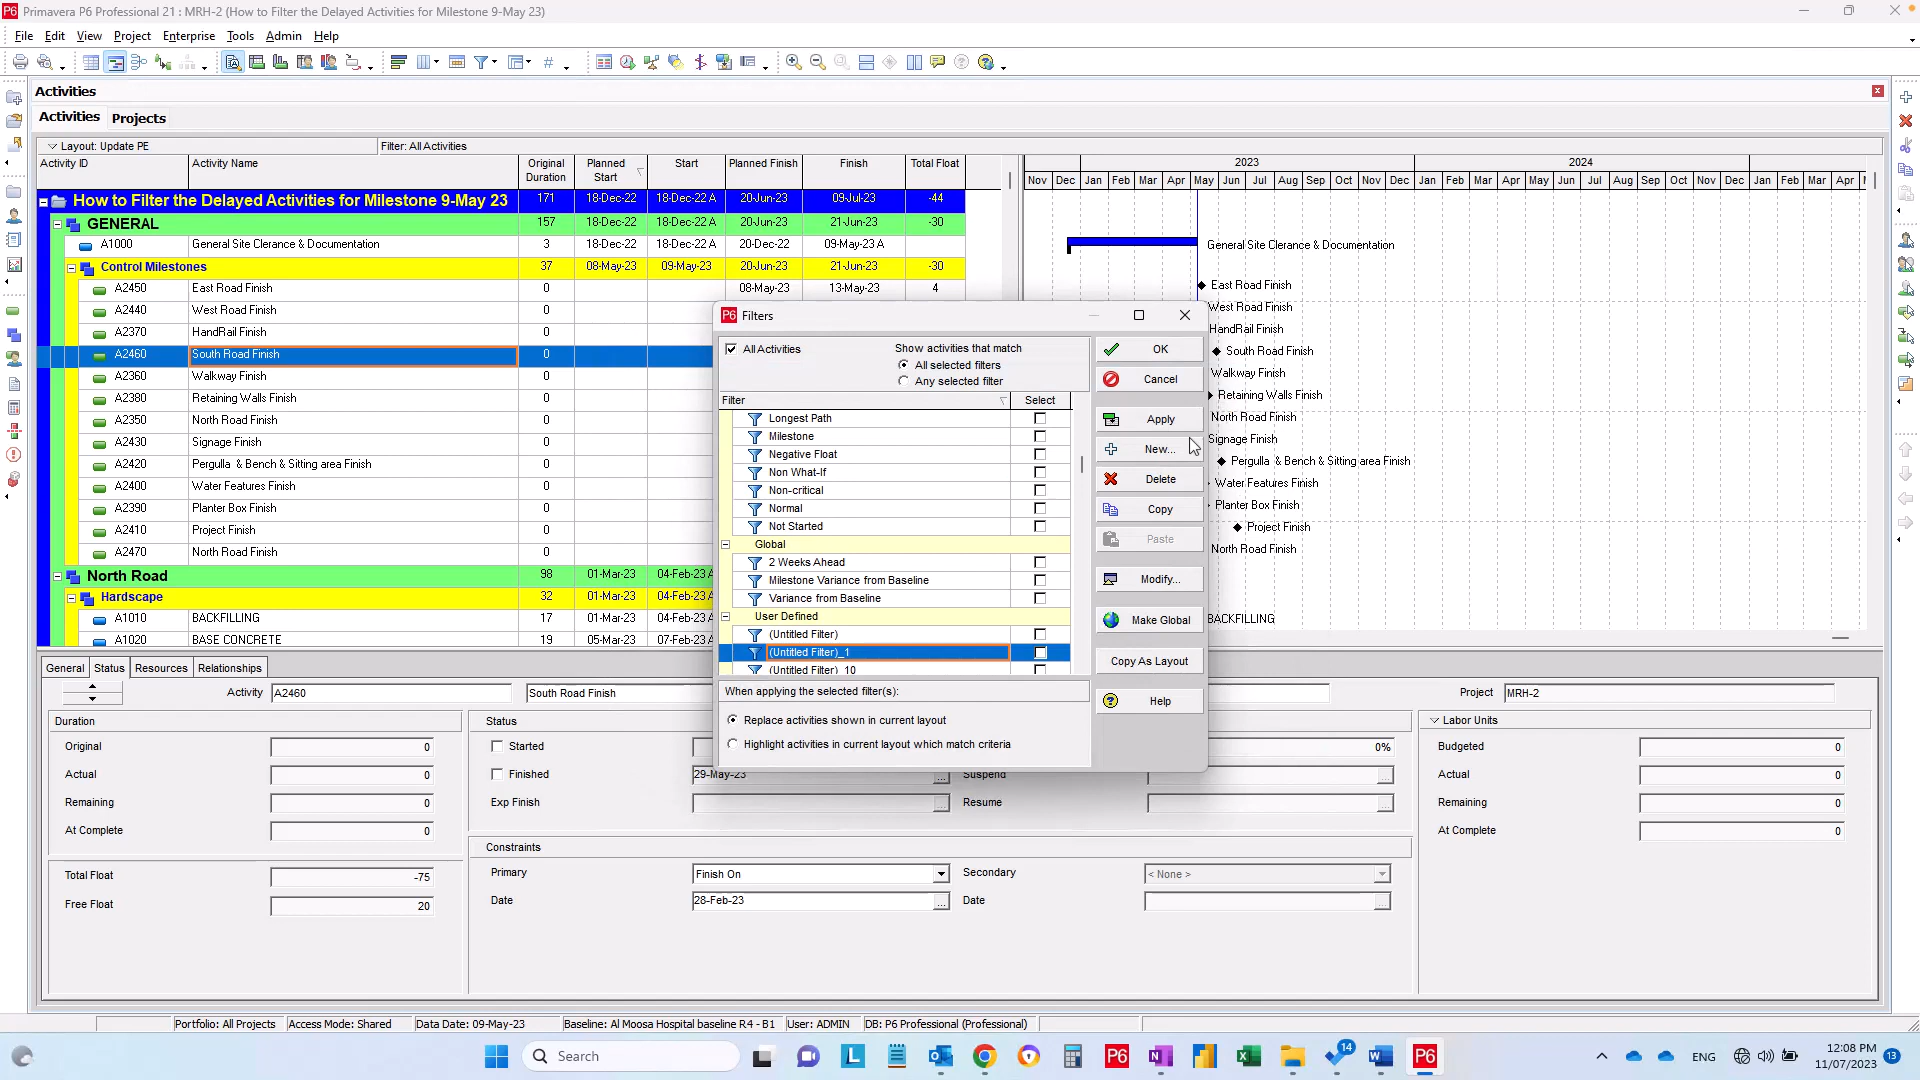 Primavera P6 Professional 21 : MRH-2 (How to Filter the Delayed Activities for Milestone 9-May 23)
File Edit View Project Enterprise Tools Admin Help
Activities
Activities Projects
Layout: Update PE Filter: All Activities
Activity ID Activity Name Original Duration Planned Start Start Planned Finish Finish Total Float
2023 2024
Nov Dec Jan Feb Mar Apr May Jun Jul Aug Sep Oct Nov Dec Jan Feb Mar Apr May Jun Jul Aug Sep Oct Nov Dec Jan Feb Mar Apr
How to Filter the Delayed Activities for Milestone 9-May 23 171 18-Dec-22 18-Dec-22 A 20-Jun-23 09-Jul-23 -44
GENERAL 157 18-Dec-22 18-Dec-22 A 20-Jun-23 21-Jun-23 -30
A1000 General Site Clerance & Documentation 3 18-Dec-22 18-Dec-22 A 20-Dec-22 09-May-23 A General Site Clerance & Documentation
Control Milestones 37 08-May-23 09-May-23 20-Jun-23 21-Jun-23 -30
A2450 East Road Finish 0 08-May-23 13-May-23 4 East Road Finish
A2440 West Road Finish 0 West Road Finish
A2370 HandRail Finish 0 HandRail Finish
A2460 South Road Finish 0 South Road Finish
A2360 Walkway Finish 0 Walkway Finish
A2380 Retaining Walls Finish 0 Retaining Walls Finish
A2350 North Road Finish 0 North Road Finish
A2430 Signage Finish 0 Signage Finish
A2420 Pergulla & Bench & Sitting area Finish 0 Pergulla & Bench & Sitting area Finish
A2400 Water Features Finish 0 Water Features Finish
A2390 Planter Box Finish 0 Planter Box Finish
A2410 Project Finish 0 Project Finish
A2470 North Road Finish 0 North Road Finish
North Road 98 01-Mar-23 04-Feb-23 A
Hardscape 32 01-Mar-23 04-Feb-23 A
A1010 BACKFILLING 17 01-Mar-23 04-Feb-23 A BACKFILLING
A1020 BASE CONCRETE 19 05-Mar-23 07-Feb-23 A
Filters
All Activities
Show activities that match
All selected filters
Any selected filter
Filter Select
Longest Path
Milestone
Negative Float
Non What-If
Non-critical
Normal
Not Started
Global
2 Weeks Ahead
Milestone Variance from Baseline
Variance from Baseline
User Defined
(Untitled Filter)
(Untitled Filter)_1
(Untitled Filter)_10
When applying the selected filter(s):
Replace activities shown in current layout
Highlight activities in current layout which match criteria
OK
Cancel
Apply
New...
Delete
Copy
Paste
Modify...
Make Global
Copy As Layout
Help
General Status Resources Relationships
Activity A2460 South Road Finish Project MRH-2
Duration
Original 0
Actual 0
Remaining 0
At Complete 0
Total Float -75
Free Float 20
Status
Started 0%
Finished 29-May-23 Suspend
Exp Finish Resume
Constraints
Primary Finish On Secondary < None >
Date 28-Feb-23 Date
Labor Units
Budgeted 0
Actual 0
Remaining 0
At Complete 0
Portfolio: All Projects Access Mode: Shared Data Date: 09-May-23 Baseline: Al Moosa Hospital baseline R4 - B1 User: ADMIN DB: P6 Professional (Professional)
Search
14
ENG
12:08 PM
11/07/2023
13